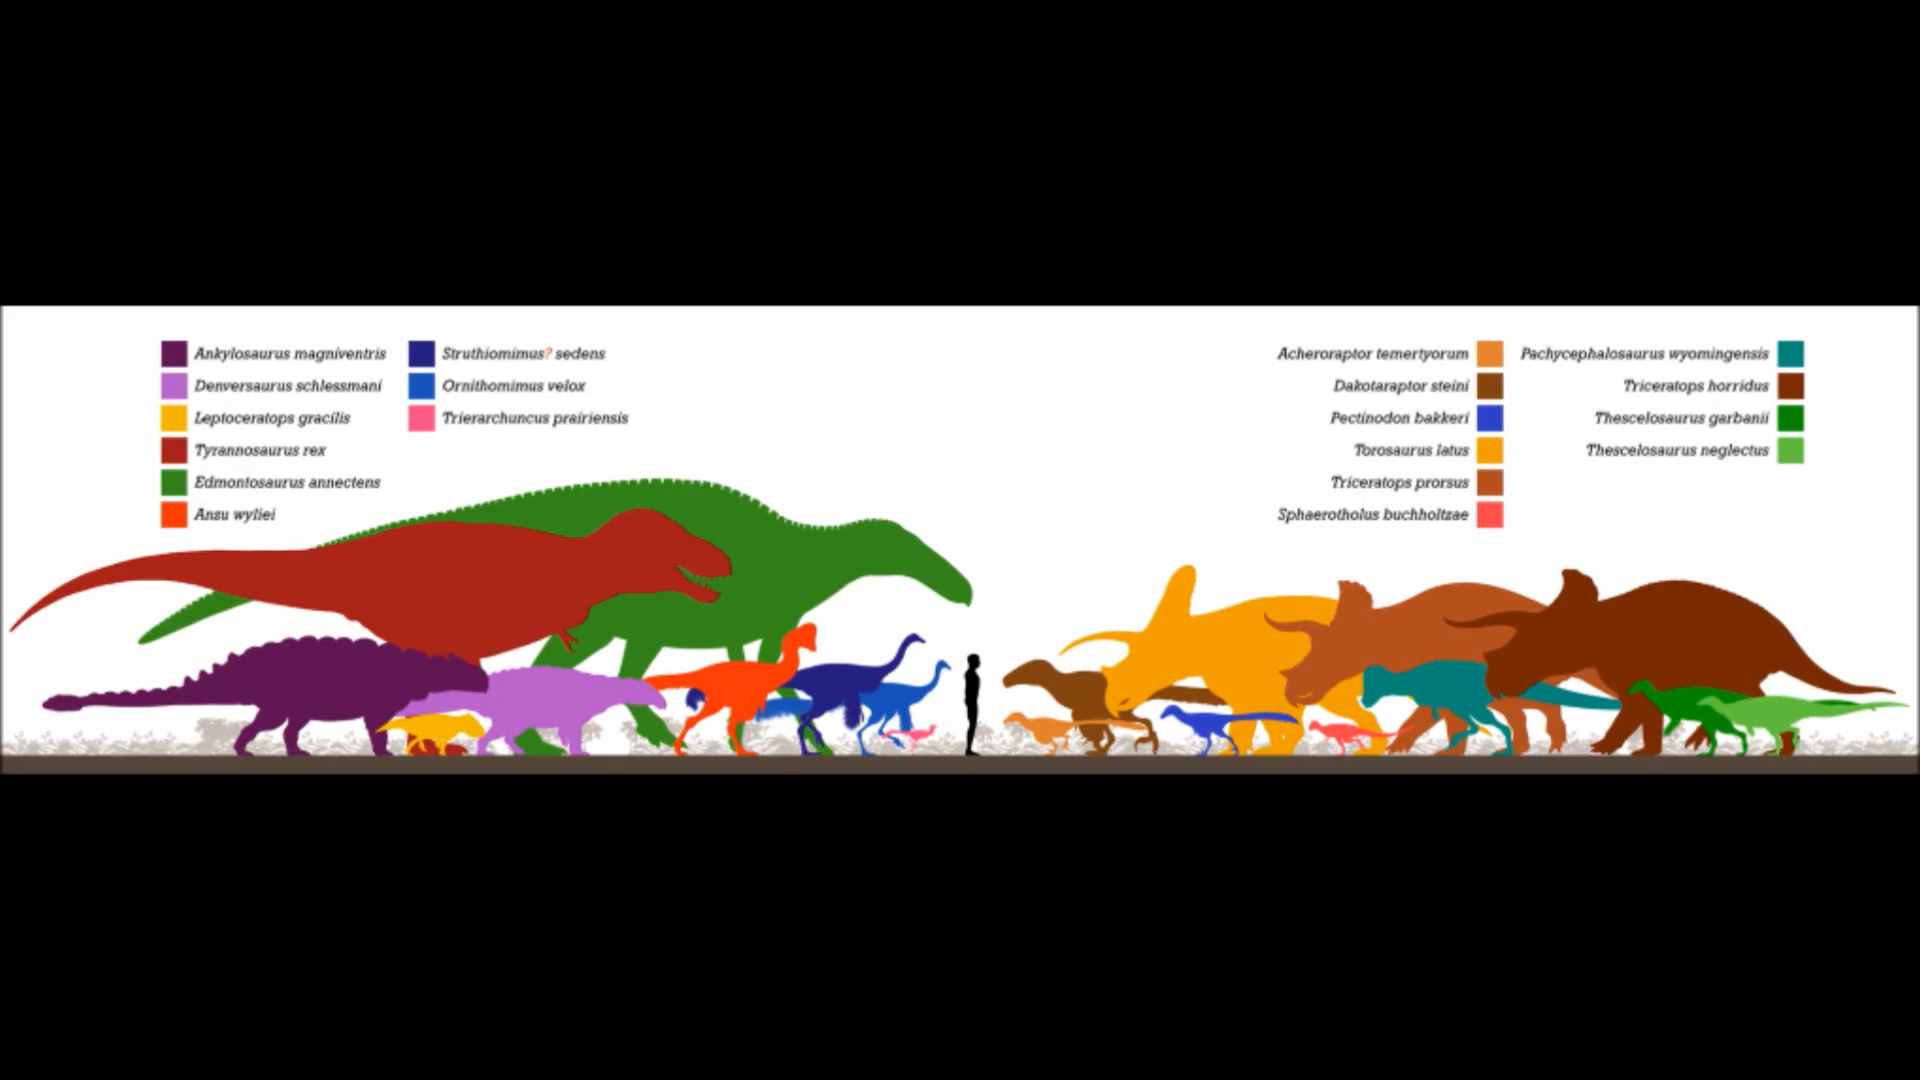 Ankylosaurus magniventris
Denversaurus schlessmani
Leptoceratops gracilis
Tyrannosaurus rex
Edmontosaurus annectens
Anzu wyliei
Struthiomimus? sedens
Ornithomimus velox
Trierarchuncus prairiensis
Acheroraptor temertyorum
Dakotaraptor steini
Pectinodon bakkeri
Torosaurus latus
Triceratops prorsus
Sphaerotholus buchholtzae
Pachycephalosaurus wyomingensis
Triceratops horridus
Thescelosaurus garbanii
Thescelosaurus neglectus